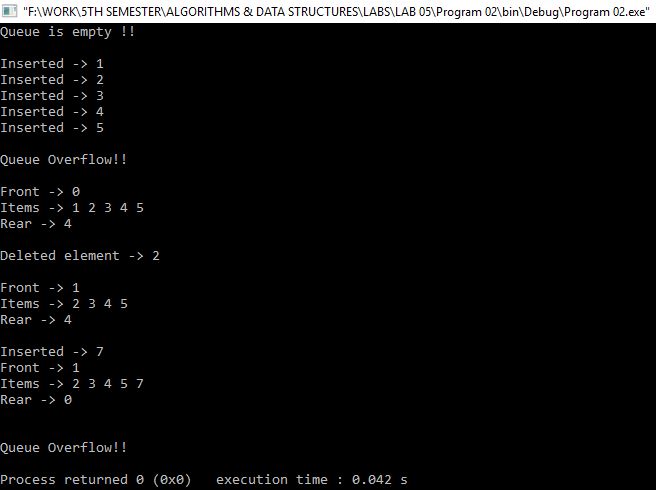 "F:\WORK\5TH SEMESTER\ALGORITHMS & DATA STRUCTURES\LABS\LAB 05\Program 02\bin\Debug\Program 02.exe"
Queue is empty !!
Inserted -> 1
Inserted -> 2
Inserted -> 3
Inserted -> 4
Inserted -> 5
Queue Overflow!!
Front -> 0
Items -> 1 2 3 4 5
Rear -> 4
Deleted element -> 2
Front -> 1
Items -> 2 3 4 5
Rear -> 4
Inserted -> 7
Front -> 1
Items -> 2 3 4 5 7
Rear -> 0
Queue Overflow!!
Process returned 0 (0x0)   execution time : 0.042 s